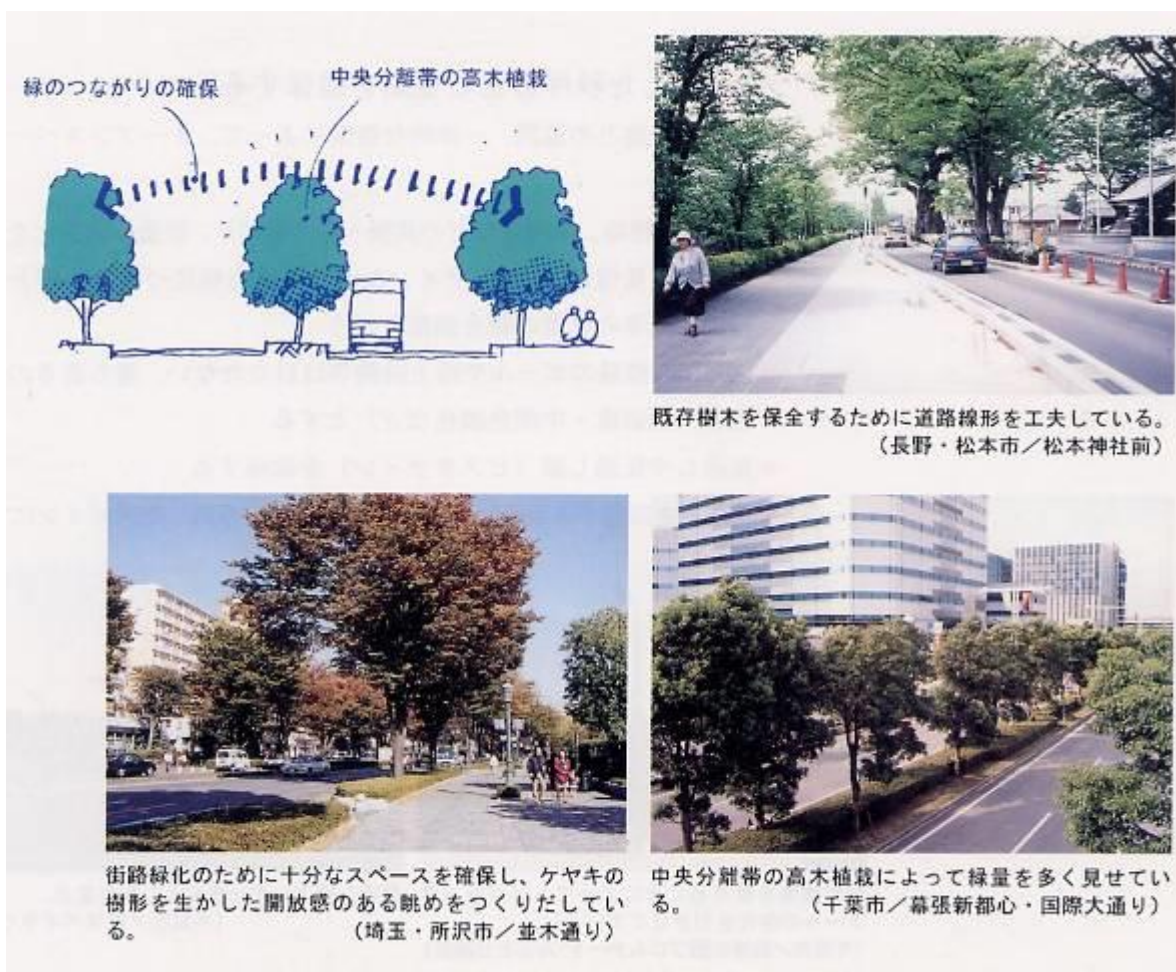 緑のつながりの確保
中央分離帯の高木植栽
既存樹木を保全するために道路線形を工夫している。
（長野・松本市／松本神社前）
街路緑化のために十分なスペースを確保し、ケヤキの
樹形を生かした開放感のある眺めをつくりだしてい
る。　（埼玉・所沢市／並木通り）
中央分離帯の高木植栽によって緑量を多く見せてい
る。　（千葉市／幕張新都心・国際大通り）